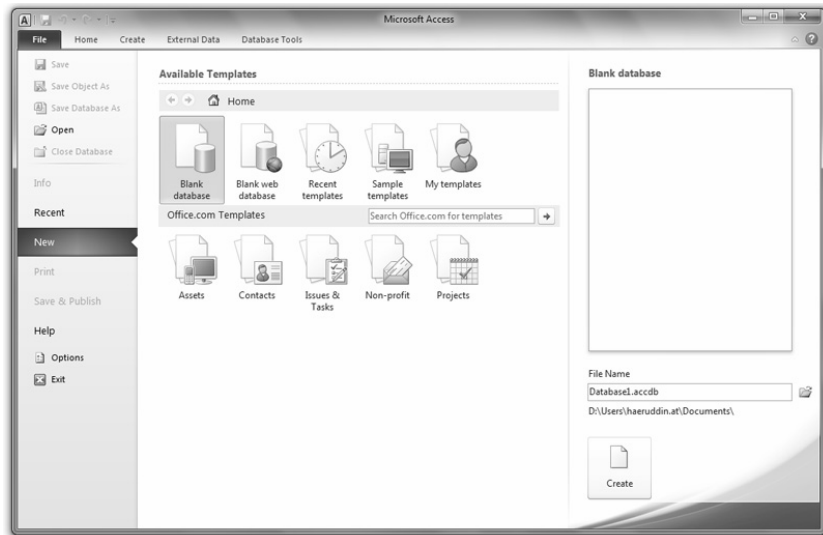 Microsoft Access
File Home Create External Data Database Tools
Save
Save Object As
Save Database As
Open
Close Database
Info
Recent
New
Print
Save & Publish
Help
Options
Exit
Available Templates
Home
Blank database
Blank web database
Recent templates
Sample templates
My templates
Office.com Templates
Search Office.com for templates
Assets
Contacts
Issues & Tasks
Non-profit
Projects
Blank database
File Name
Database1.accdb
D:\Users\haeruddin.at\Documents\
Create